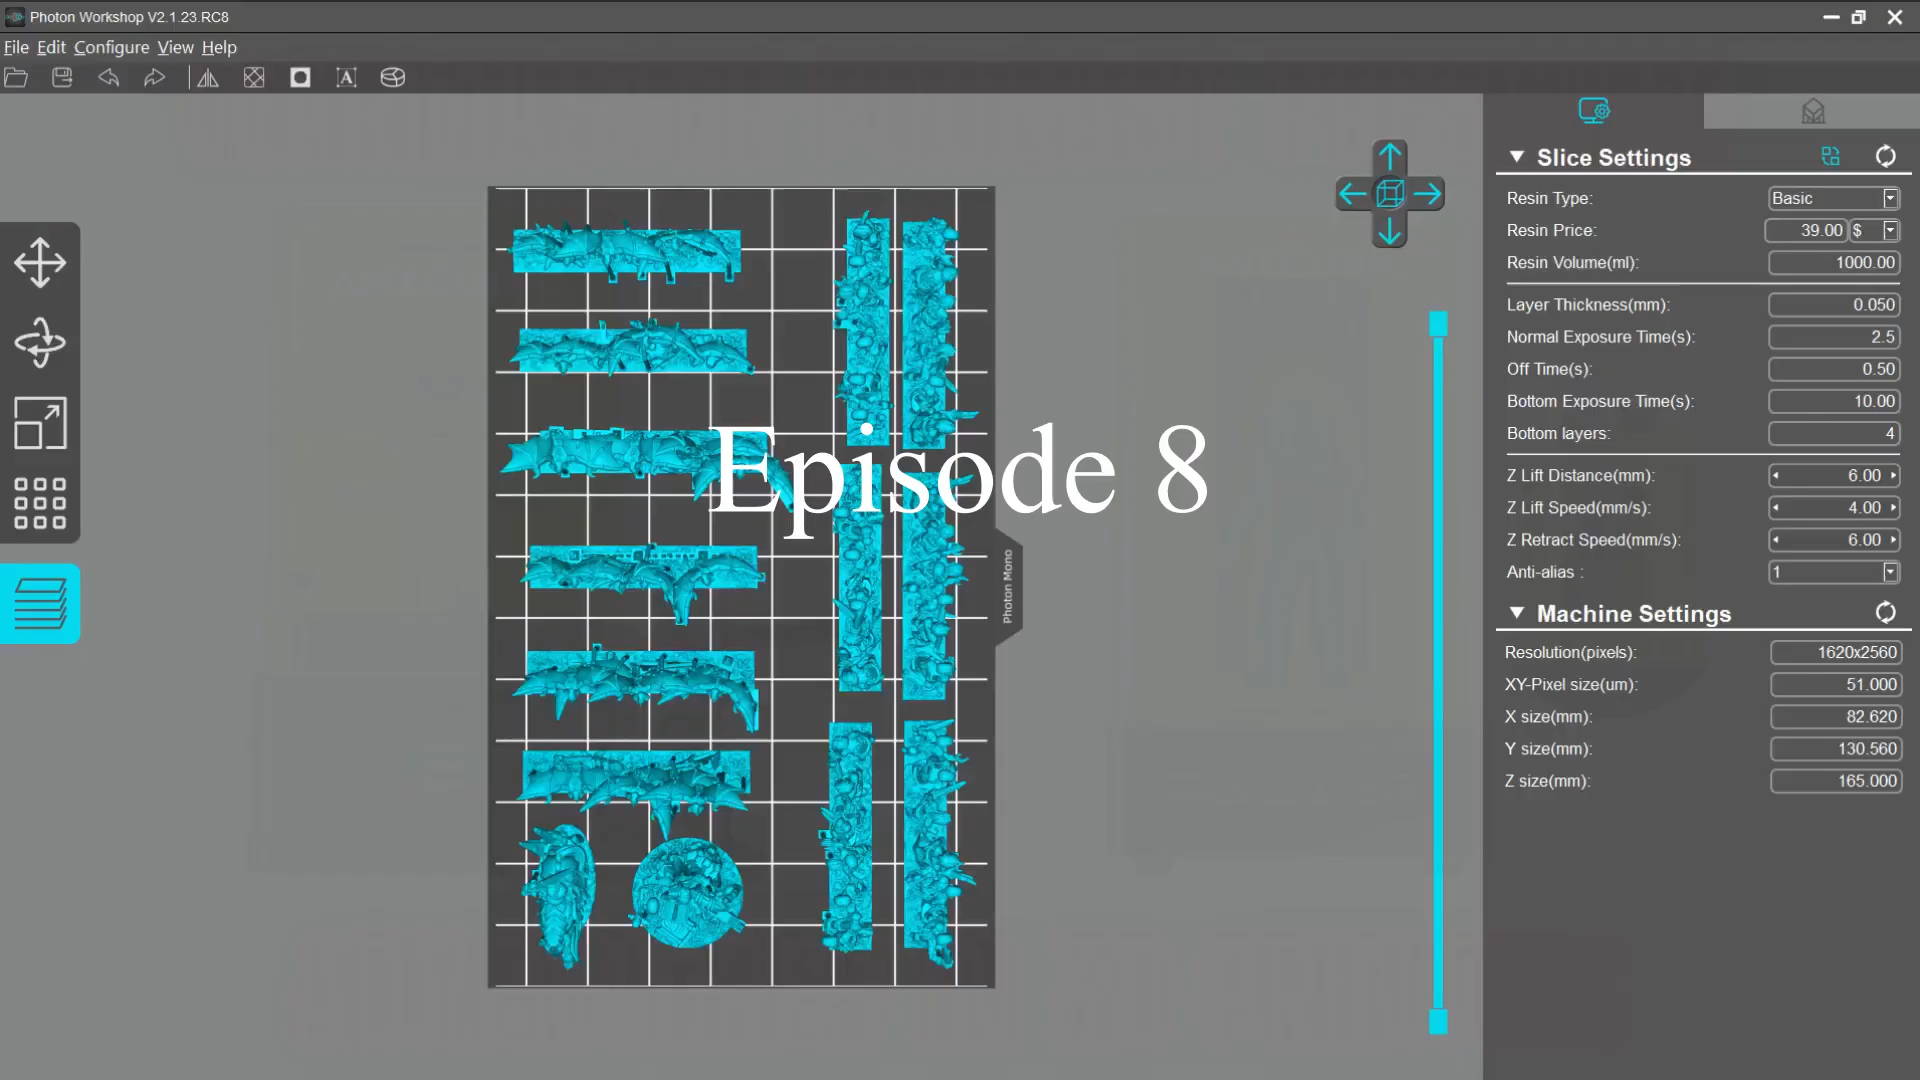 Photon Workshop V2.1.23.RC8
File Edit Configure View Help
A
Slice Settings
Resin Type: Basic
Resin Price: 39.00 $
Resin Volume(ml): 1000.00
Layer Thickness(mm): 0.050
Normal Exposure Time(s): 2.5
Off Time(s): 0.50
Bottom Exposure Time(s): 10.00
Bottom layers: 4
Z Lift Distance(mm): 6.00
Z Lift Speed(mm/s): 4.00
Z Retract Speed(mm/s): 6.00
Anti-alias : 1
Machine Settings
Resolution(pixels): 1620x2560
XY-Pixel size(um): 51.000
X size(mm): 82.620
Y size(mm): 130.560
Z size(mm): 165.000
Episode 8
Photon Mono